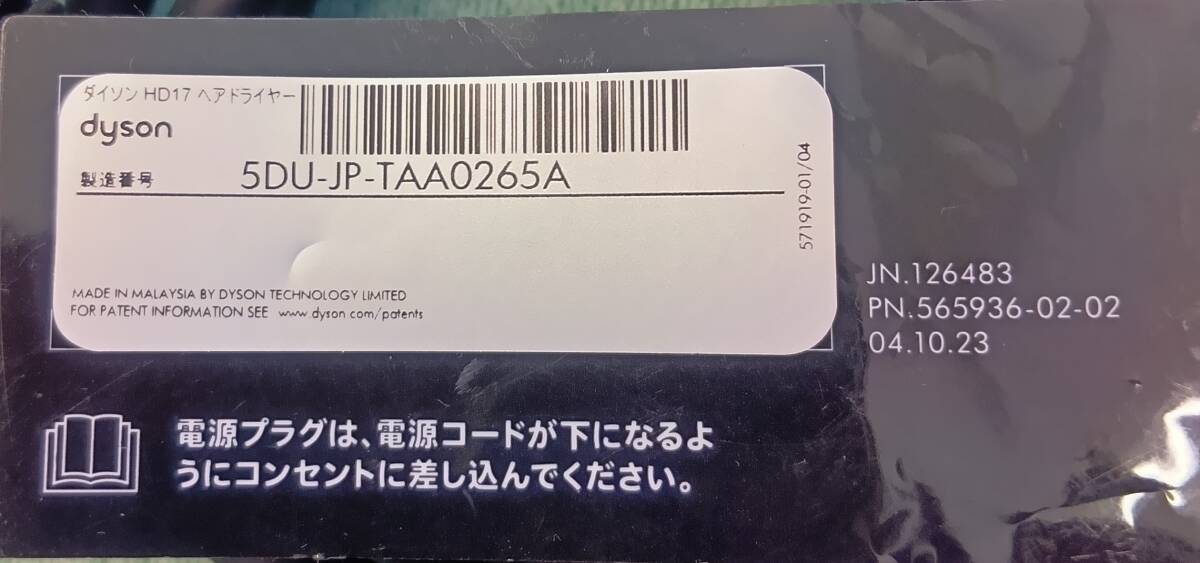 ダイソン HD17 ヘアドライヤー
dyson
製造番号 5DU-JP-TAA0265A
571919-01/04
MADE IN MALAYSIA BY DYSON TECHNOLOGY LIMITED
FOR PATENT INFORMATION SEE www.dyson.com/patents
JN.126483
PN.565936-02-02
04.10.23
電源プラグは、電源コードが下になるよ
うにコンセントに差し込んでください。